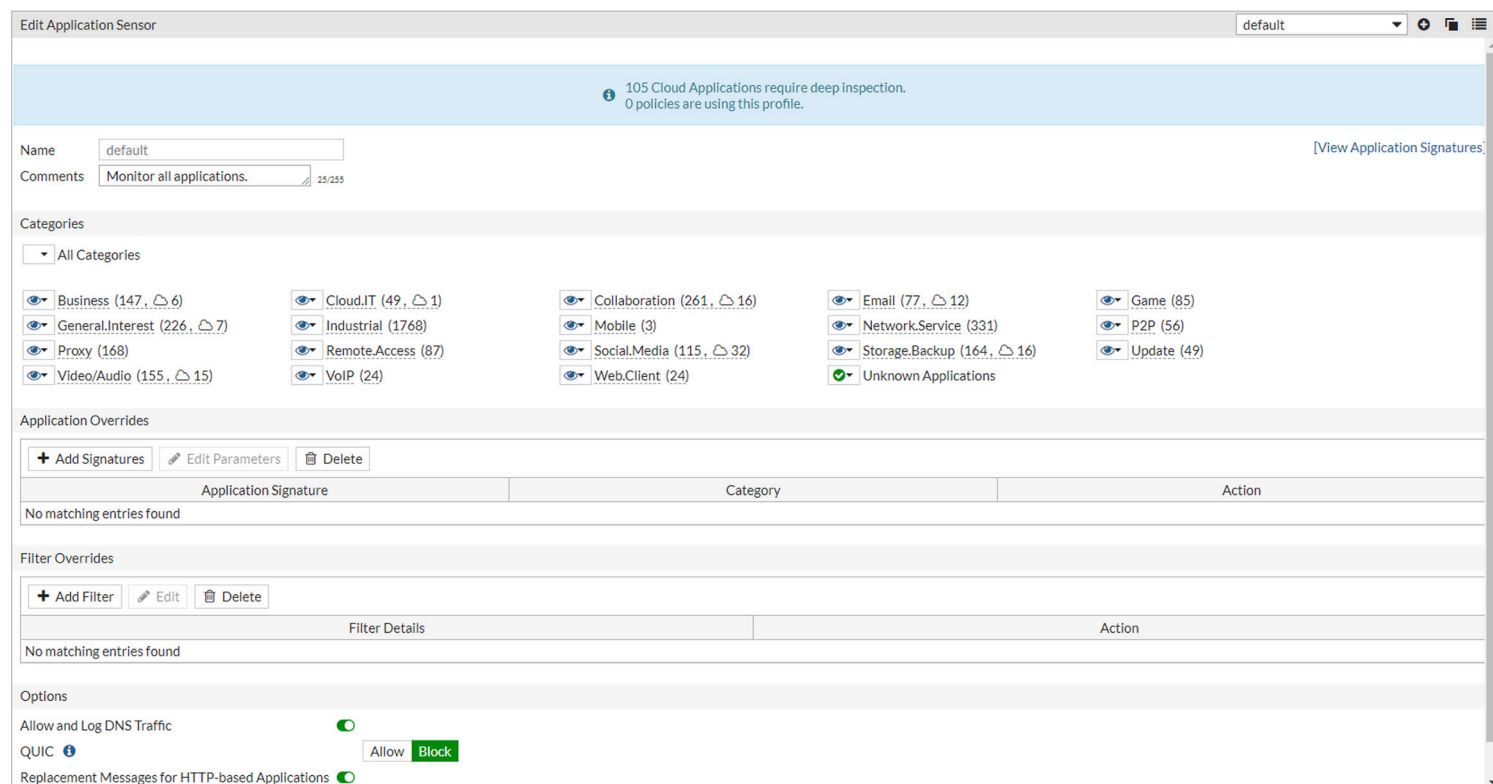 Edit Application Sensor default
105 Cloud Applications require deep inspection.
0 policies are using this profile.
Name default [View Application Signatures]
Comments Monitor all applications. 25/255
Categories
All Categories
Business (147, 6) Cloud.IT (49, 1) Collaboration (261, 16) Email (77, 12) Game (85)
General.Interest (226, 7) Industrial (1768) Mobile (3) Network.Service (331) P2P (56)
Proxy (168) Remote.Access (87) Social.Media (115, 32) Storage.Backup (164, 16) Update (49)
Video/Audio (155, 15) VoIP (24) Web.Client (24) Unknown Applications
Application Overrides
Add Signatures Edit Parameters Delete
Application Signature Category Action
No matching entries found
Filter Overrides
Add Filter Edit Delete
Filter Details Action
No matching entries found
Options
Allow and Log DNS Traffic
QUIC Allow Block
Replacement Messages for HTTP-based Applications